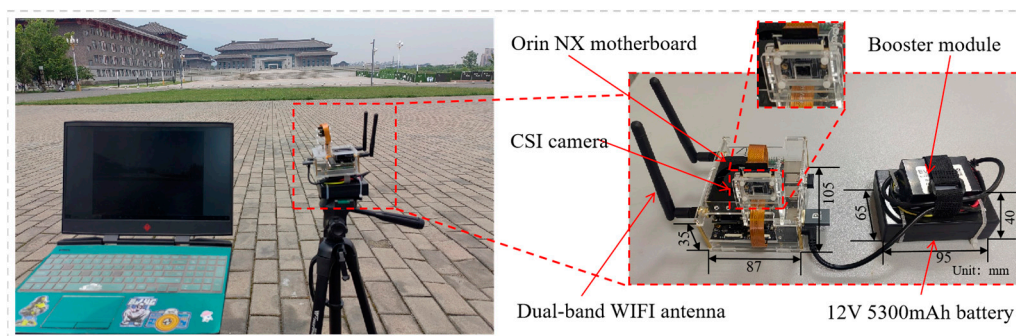 Orin NX motherboard
Booster module
CSI camera
105
65
40
35
87
95
Unit: mm
Dual-band WIFI antenna
12V 5300mAh battery